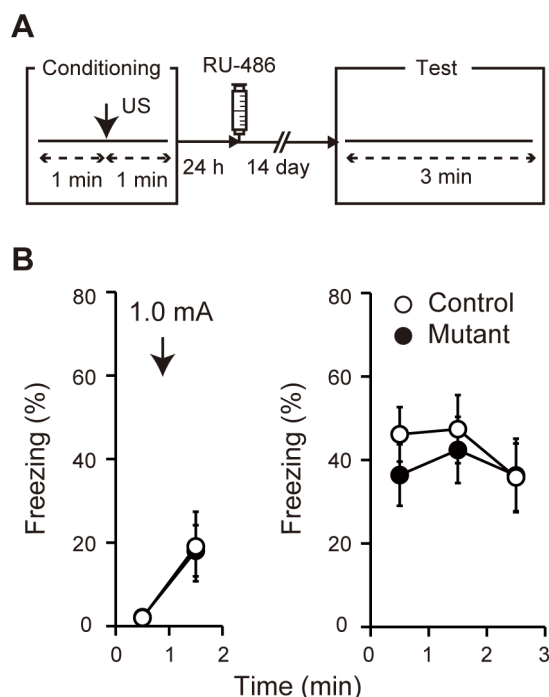 A
Conditioning
US
1 min
1 min
RU-486
24 h
14 day
Test
3 min
B
Freezing (%)
80
60
40
20
0
1.0 mA
0
1
2
Freezing (%)
80
60
40
20
0
Control
Mutant
0
1
2
3
Time (min)